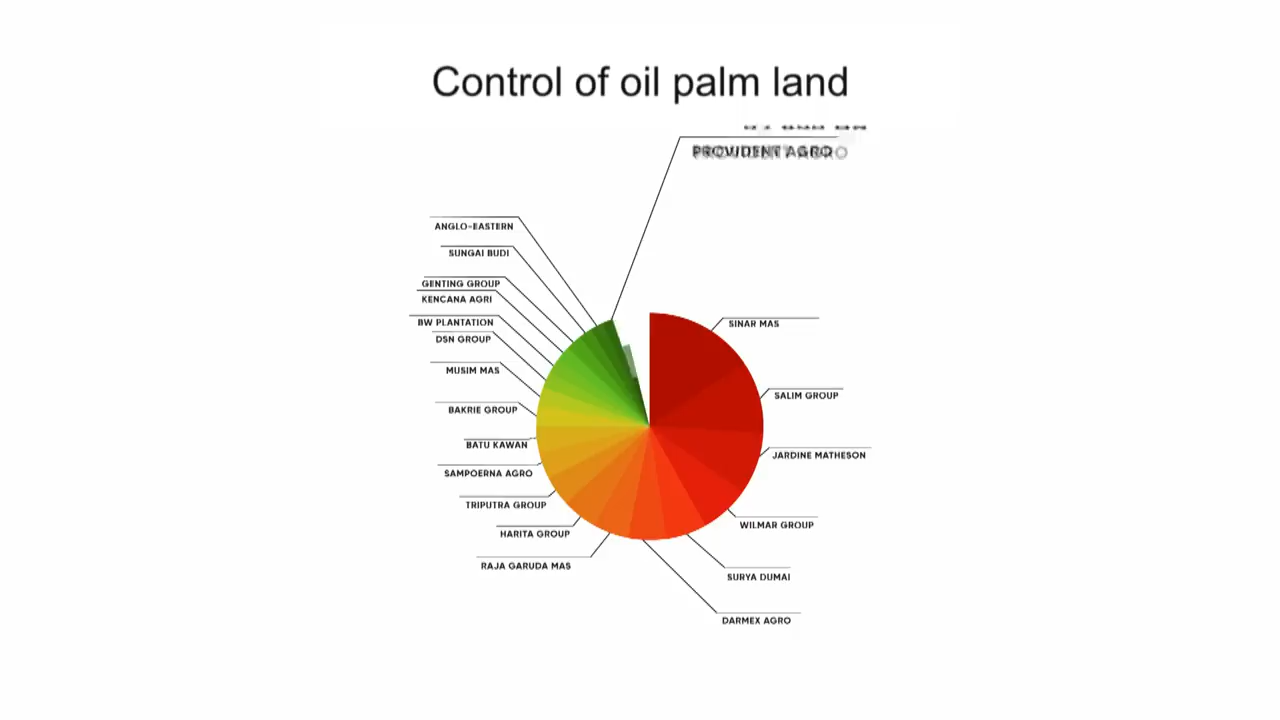 Control of oil palm land
PROVIDENT AGRO
ANGLO-EASTERN
SUNGAI BUDI
GENTING GROUP
KENCANA AGRI
BW PLANTATION
DSN GROUP
MUSIM MAS
BAKRIE GROUP
BATU KAWAN
SAMPOERNA AGRO
TRIPUTRA GROUP
HARITA GROUP
RAJA GARUDA MAS
SINAR MAS
SALIM GROUP
JARDINE MATHESON
WILMAR GROUP
SURYA DUMAI
DARMEX AGRO